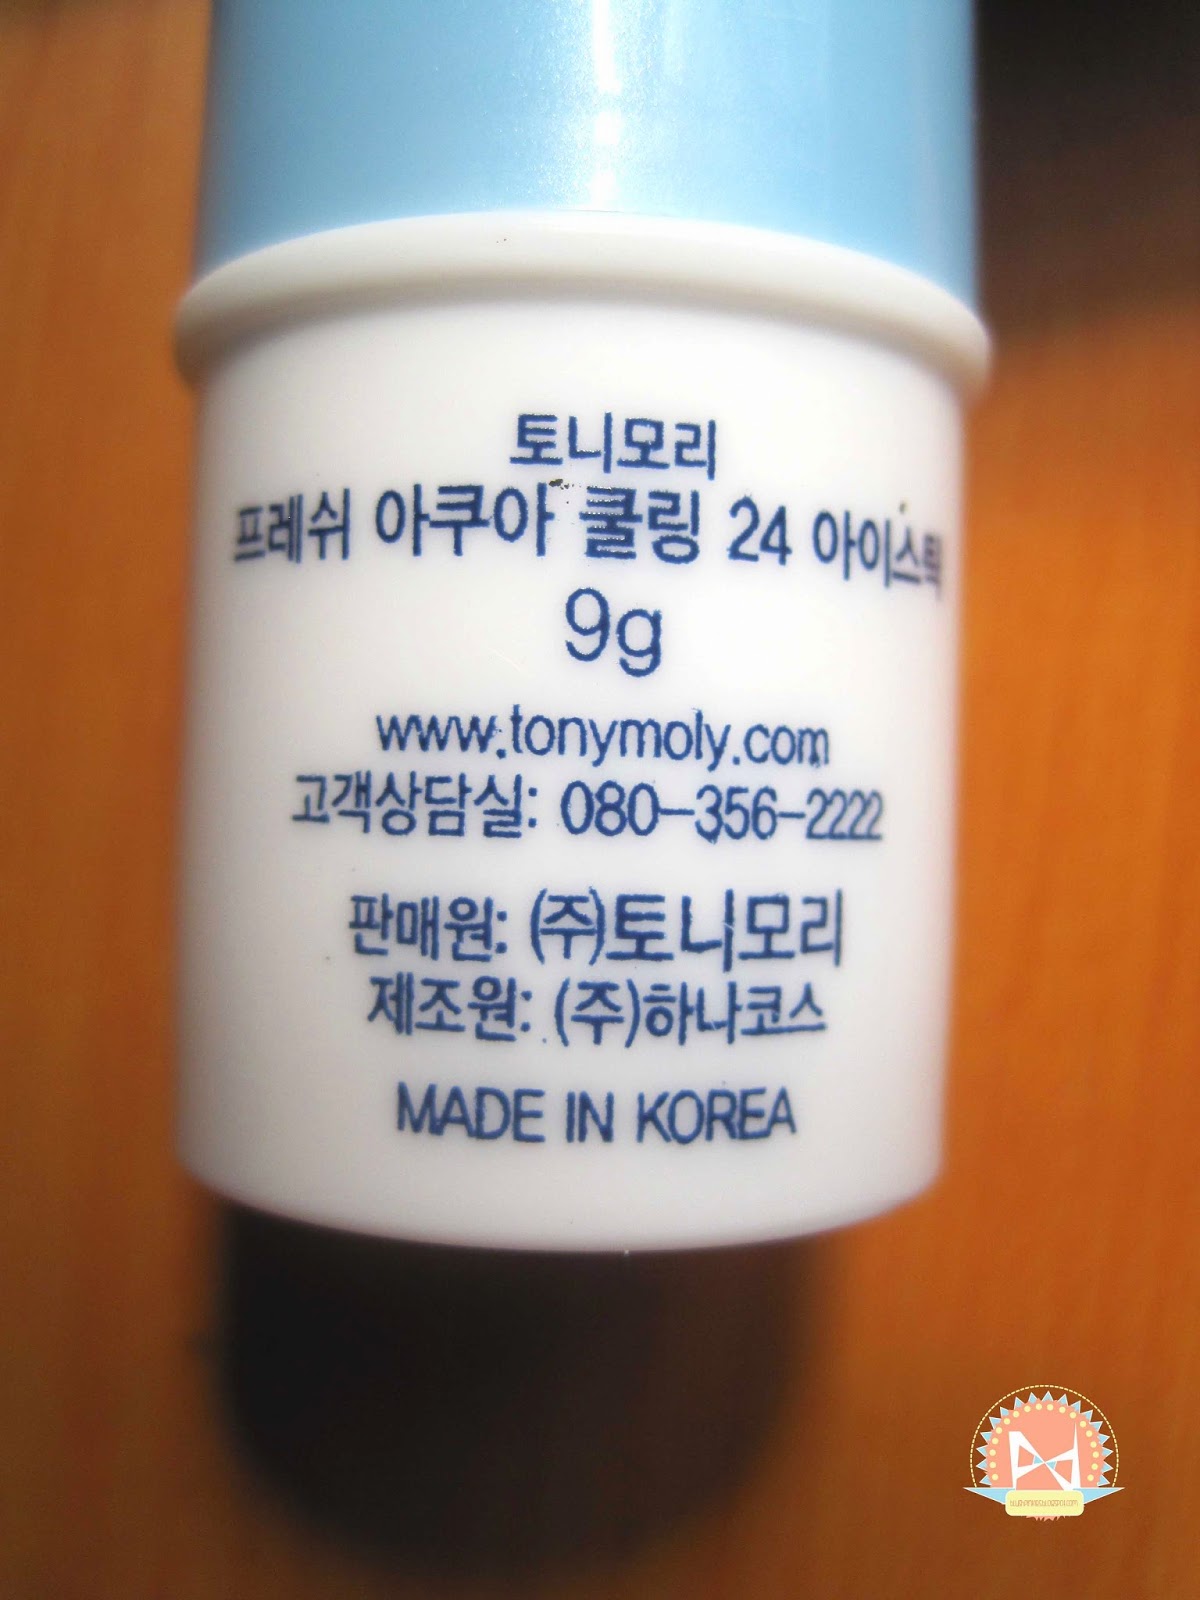 토니모리
프레쉬 아쿠아 쿨링 24 아이스틱
9g
www.tonymoly.com
고객상담실: 080-356-2222
판매원: (주)토니모리
제조원: (주)하나코스
MADE IN KOREA